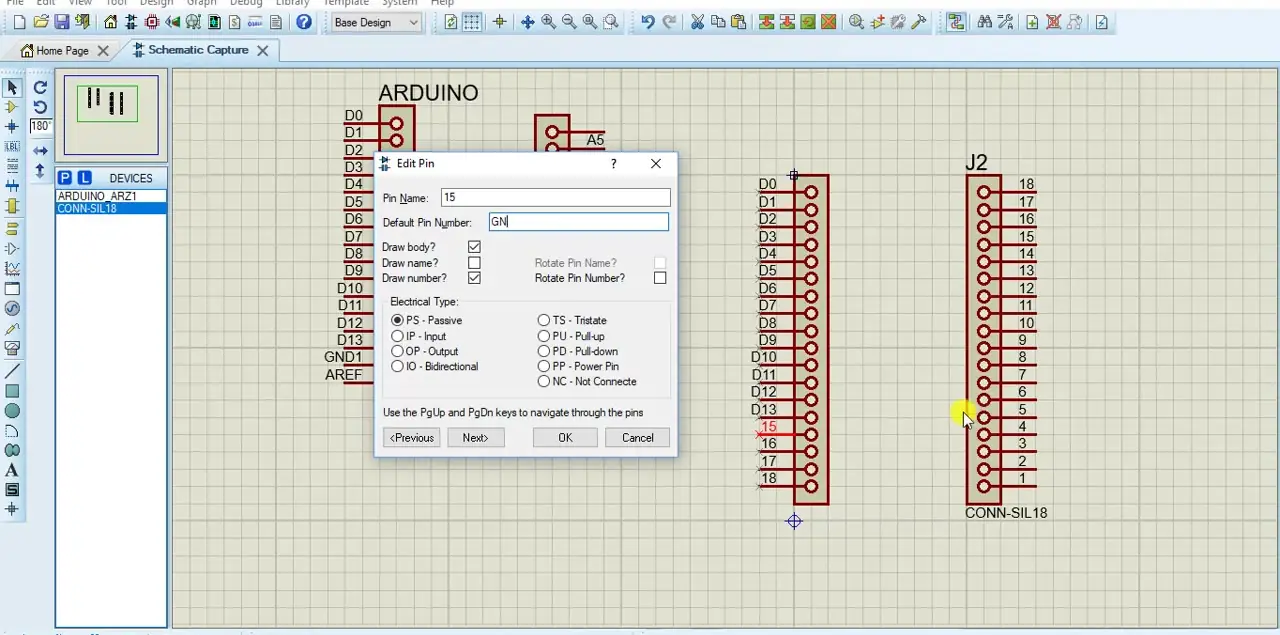 File Edit View Tool Design Graph Debug Library Template System Help
Base Design
Home Page Schematic Capture
180°
P L DEVICES
ARDUINO_ARZ1
CONN-SIL18
LBL
A
S
ARDUINO
D0
D1
D2
D3
D4
D5
D6
D7
D8
D9
D10
D11
D12
D13
GND1
AREF
A5
Edit Pin
?
Pin Name: 15
Default Pin Number: GN
Draw body?
Draw name? Rotate Pin Name?
Draw number? Rotate Pin Number?
Electrical Type:
PS - Passive TS - Tristate
IP - Input PU - Pull-up
OP - Output PD - Pull-down
IO - Bidirectional PP - Power Pin
NC - Not Connecte
Use the PgUp and PgDn keys to navigate through the pins
<Previous Next> OK Cancel
D0
D1
D2
D3
D4
D5
D6
D7
D8
D9
D10
D11
D12
D13
15
16
17
18
J2
18
17
16
15
14
13
12
11
10
9
8
7
6
5
4
3
2
1
CONN-SIL18